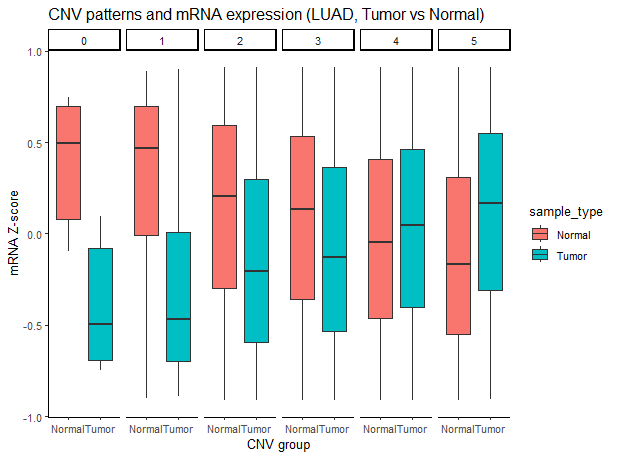 CNV patterns and mRNA expression (LUAD, Tumor vs Normal)
0 1 2 3 4 5
1.0
0.5
0.0
-0.5
-1.0
mRNA Z-score
NormalTumor NormalTumor NormalTumor NormalTumor NormalTumor NormalTumor
CNV group
sample_type
Normal
Tumor